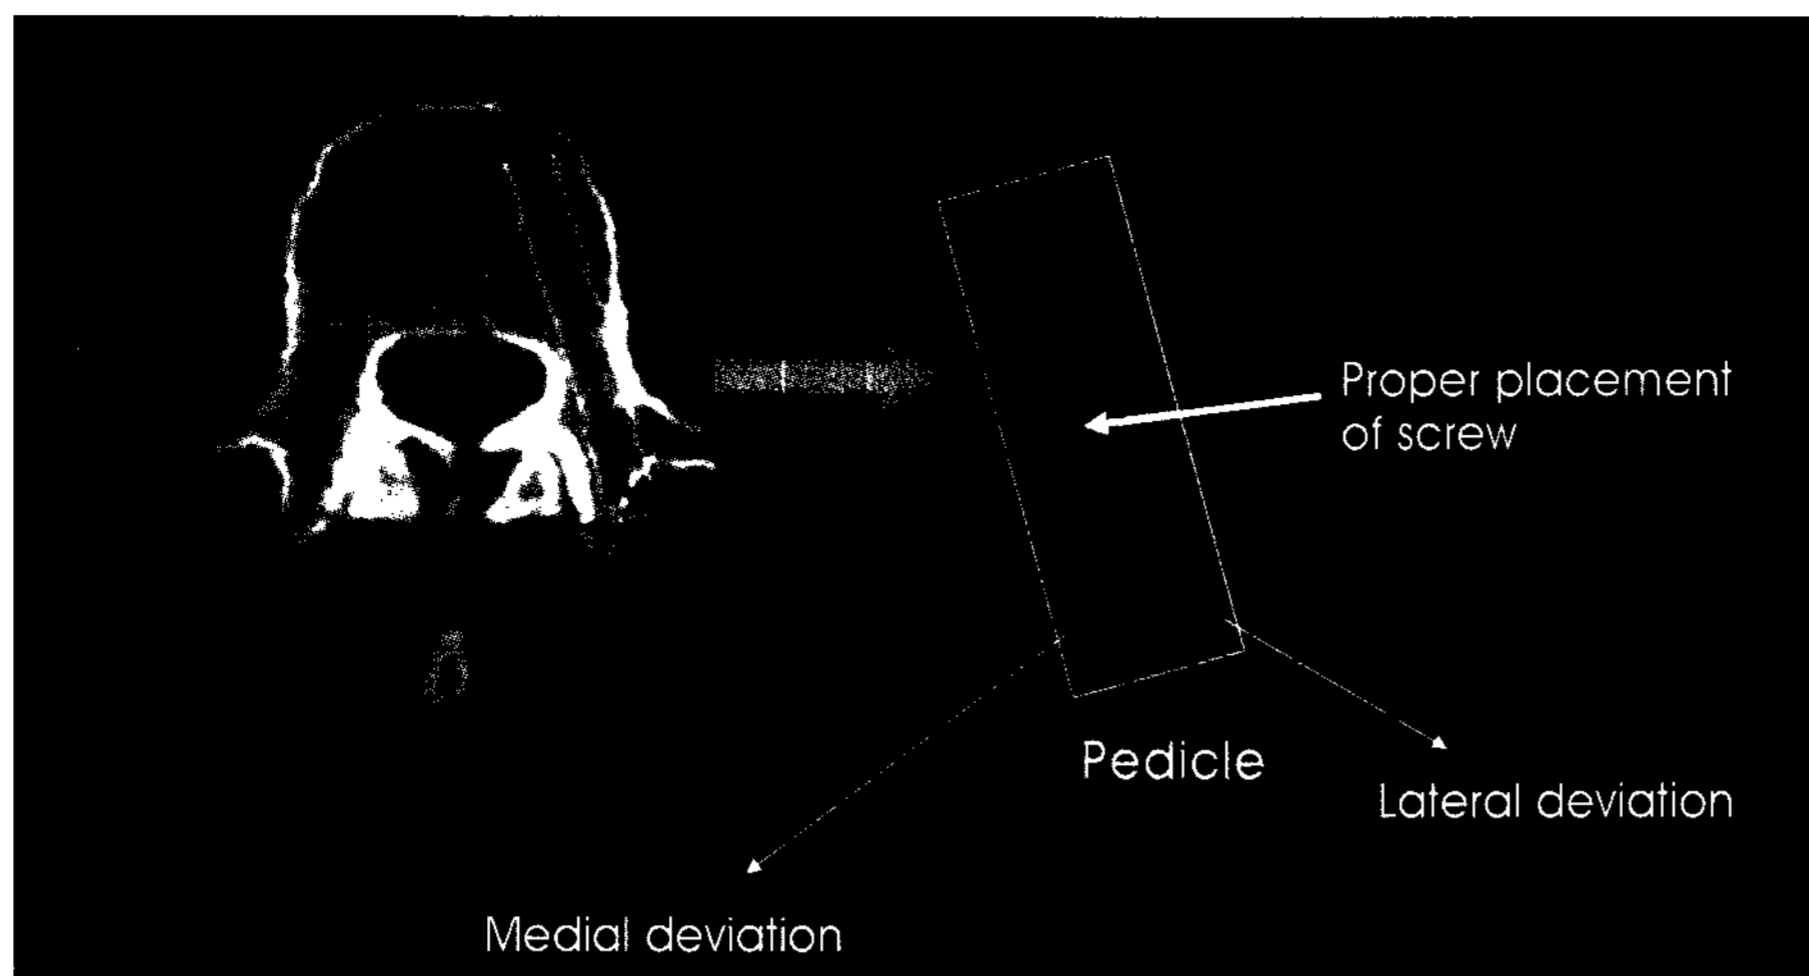 Proper placement
of screw
Pedicle
Lateral deviation
Medial deviation